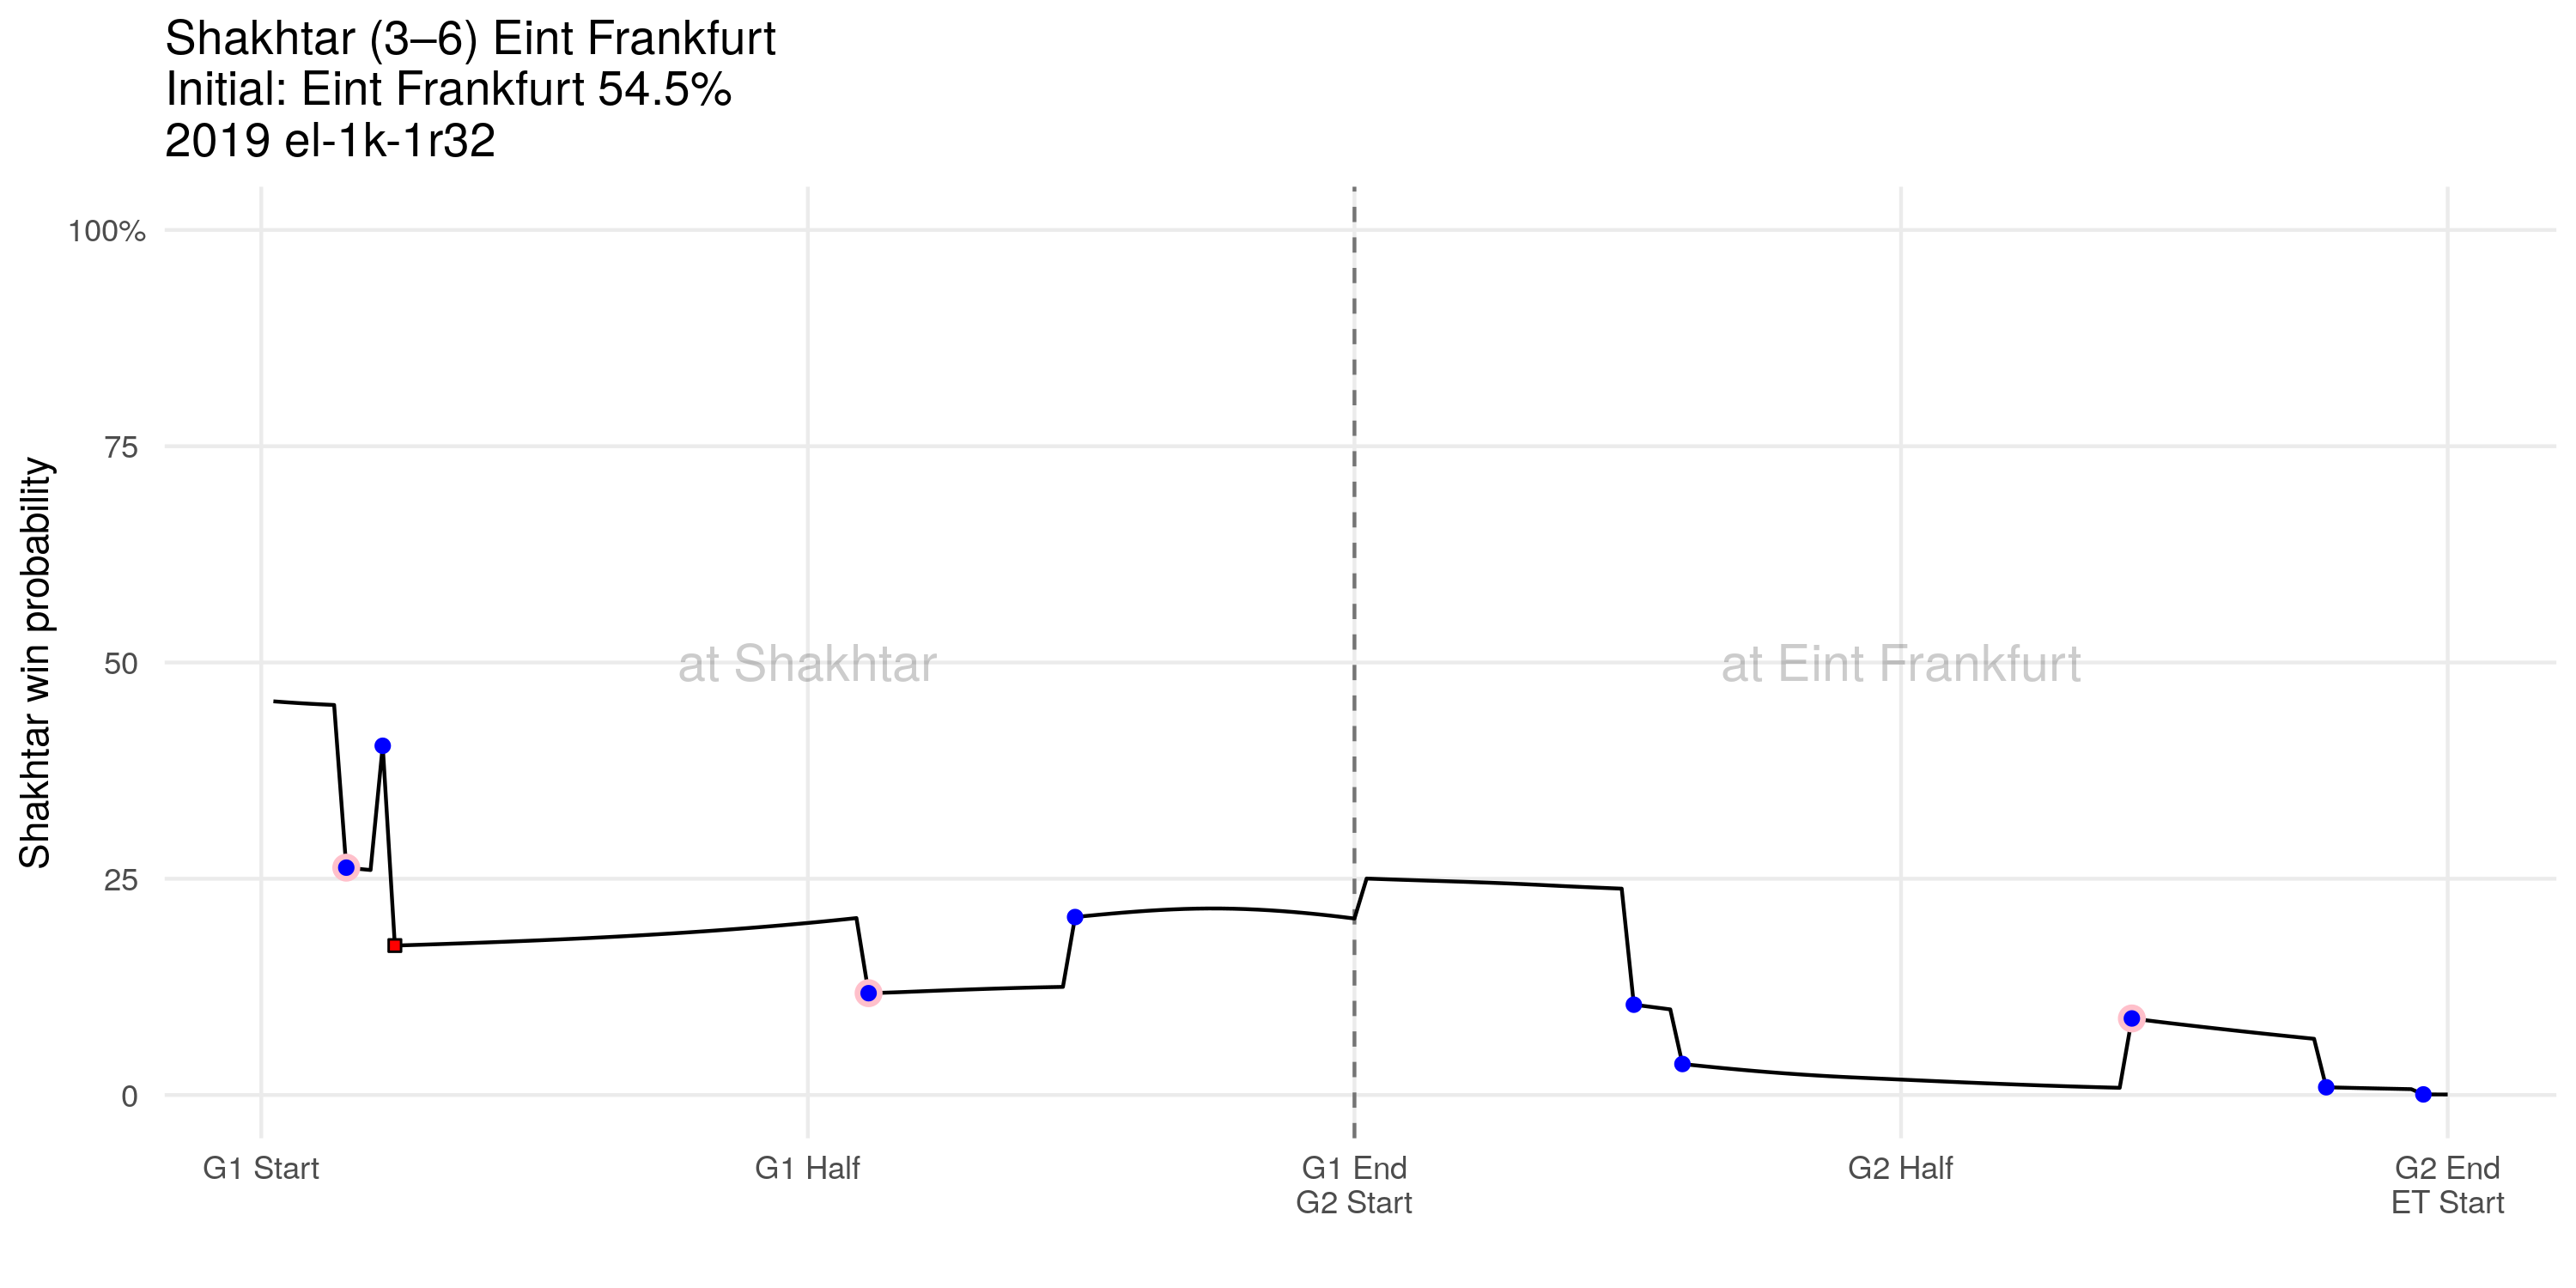 Shakhtar (3–6) Eint Frankfurt
Initial: Eint Frankfurt 54.5%
2019 el-1k-1r32
Shakhtar win probability
100%
75
50
25
0
at Shakhtar
at Eint Frankfurt
G1 Start
G1 Half
G1 End
G2 Start
G2 Half
G2 End
ET Start